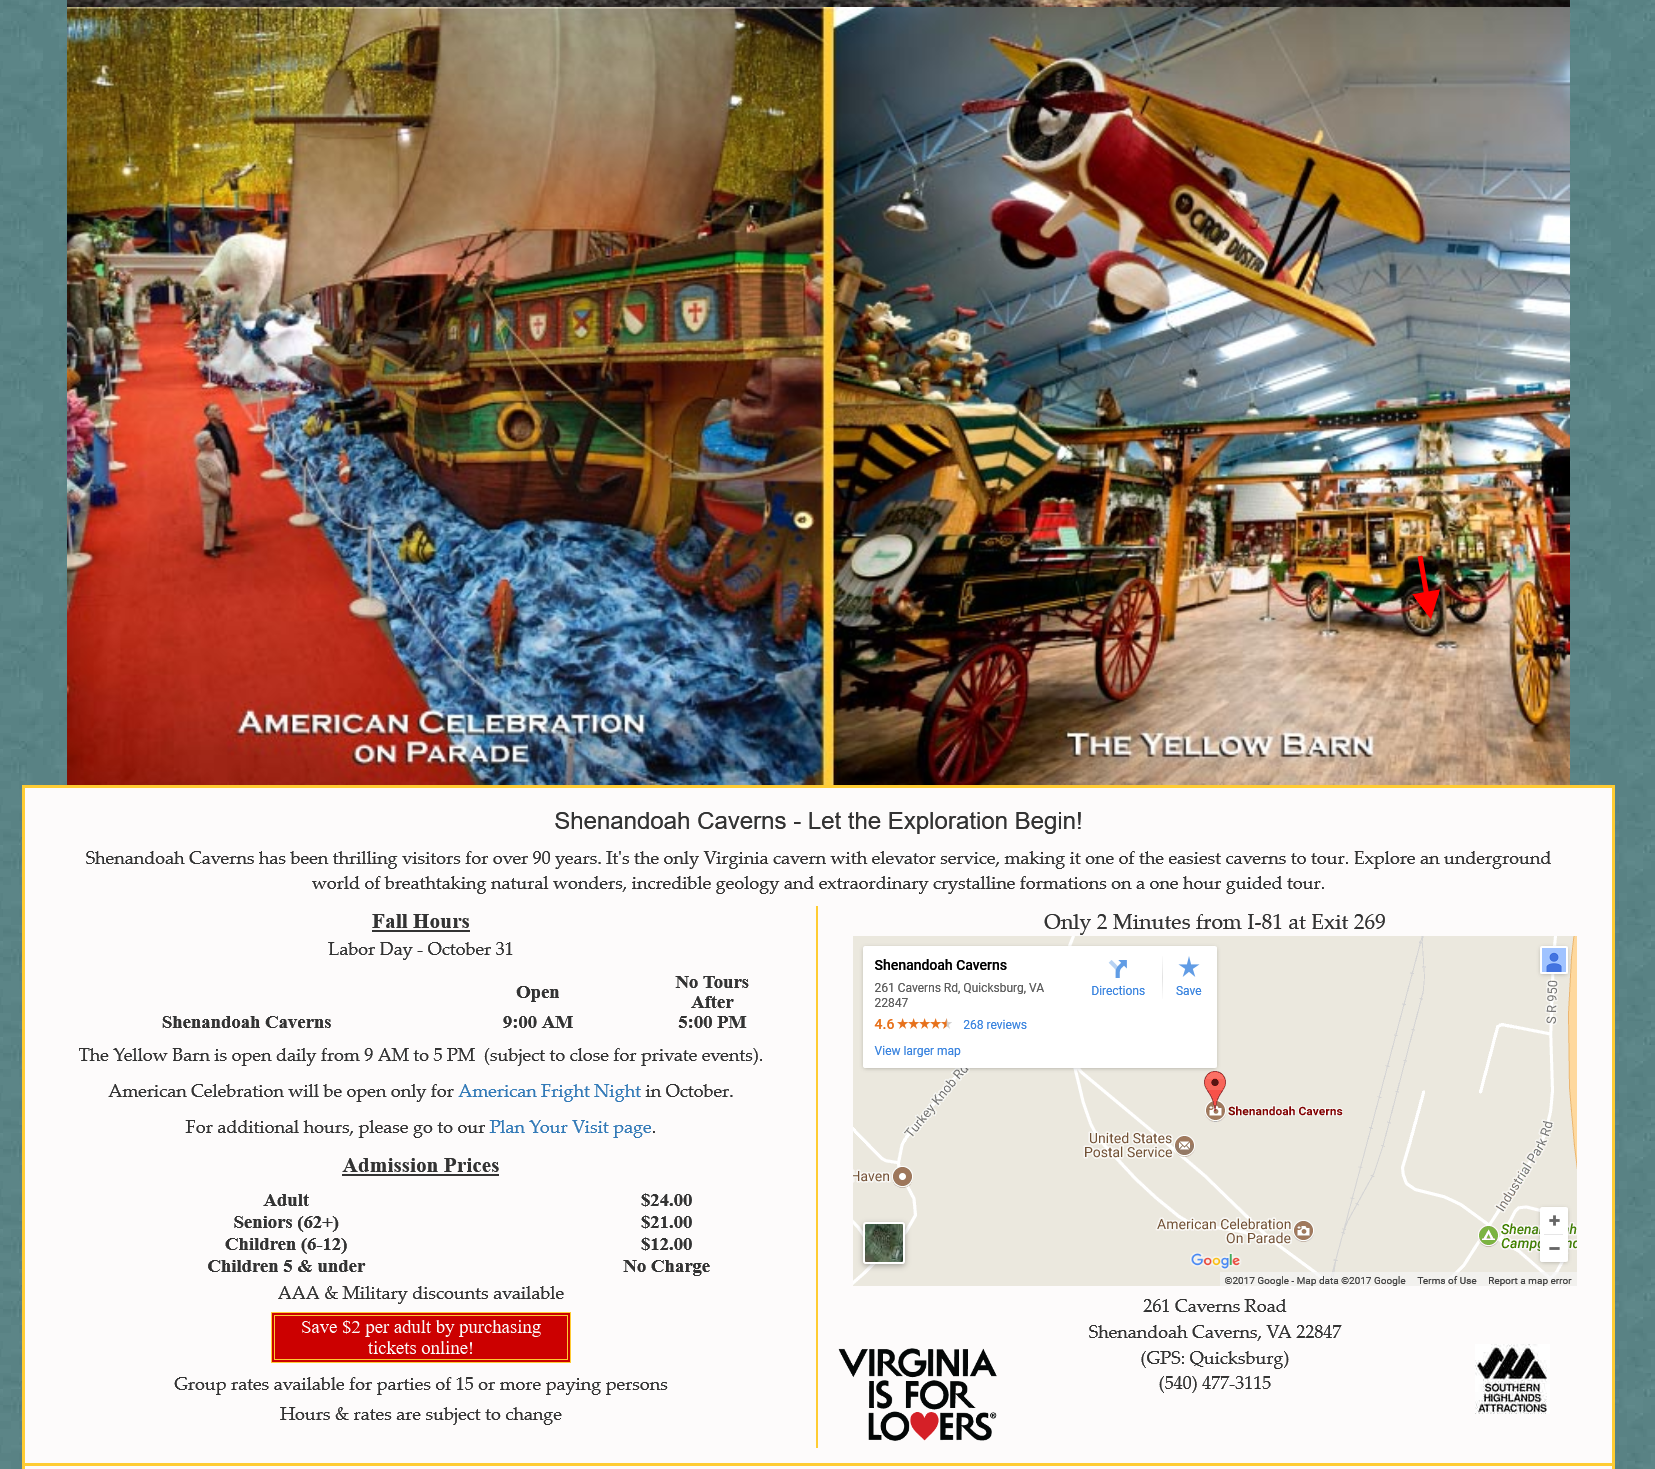 CROP DUSTER
AMERICAN CELEBRATION
ON PARADE
THE YELLOW BARN
Shenandoah Caverns - Let the Exploration Begin!
Shenandoah Caverns has been thrilling visitors for over 90 years. It's the only Virginia cavern with elevator service, making it one of the easiest caverns to tour. Explore an underground
world of breathtaking natural wonders, incredible geology and extraordinary crystalline formations on a one hour guided tour.
Fall Hours
Labor Day - October 31
Open No Tours
After
Shenandoah Caverns 9:00 AM 5:00 PM
The Yellow Barn is open daily from 9 AM to 5 PM (subject to close for private events).
American Celebration will be open only for American Fright Night in October.
For additional hours, please go to our Plan Your Visit page.
Admission Prices
Adult $24.00
Seniors (62+) $21.00
Children (6-12) $12.00
Children 5 & under No Charge
AAA & Military discounts available
Save $2 per adult by purchasing
tickets online!
Group rates available for parties of 15 or more paying persons
Hours & rates are subject to change
Only 2 Minutes from I-81 at Exit 269
Shenandoah Caverns
261 Caverns Rd, Quicksburg, VA
22847
4.6 268 reviews
View larger map
Directions
Save
S R 950
Turkey Knob Rd
Shenandoah Caverns
United States
Postal Service
Haven
Industrial Park Rd
American Celebration
On Parade
Google
©2017 Google - Map data ©2017 Google Terms of Use Report a map error
261 Caverns Road
Shenandoah Caverns, VA 22847
(GPS: Quicksburg)
(540) 477-3115
VIRGINIA
IS FOR
LOVERS®
SOUTHERN
HIGHLANDS
ATTRACTIONS